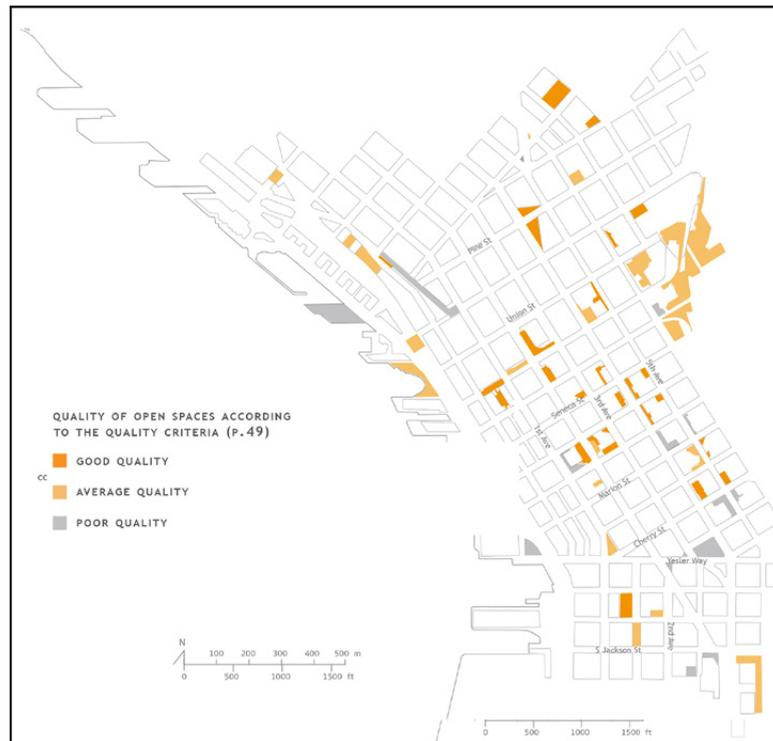 Pine St
Union St
5th Ave
Seneca St
3rd Ave
1st Ave
Marion St
Cherry St
Yesler Way
2nd Ave
S Jackson St
QUALITY OF OPEN SPACES ACCORDING
TO THE QUALITY CRITERIA (P.49)
GOOD QUALITY
CC
AVERAGE QUALITY
POOR QUALITY
N
100 200 300 400 500 m
0 500 1000 1500 ft
0 500 1000 1500 ft